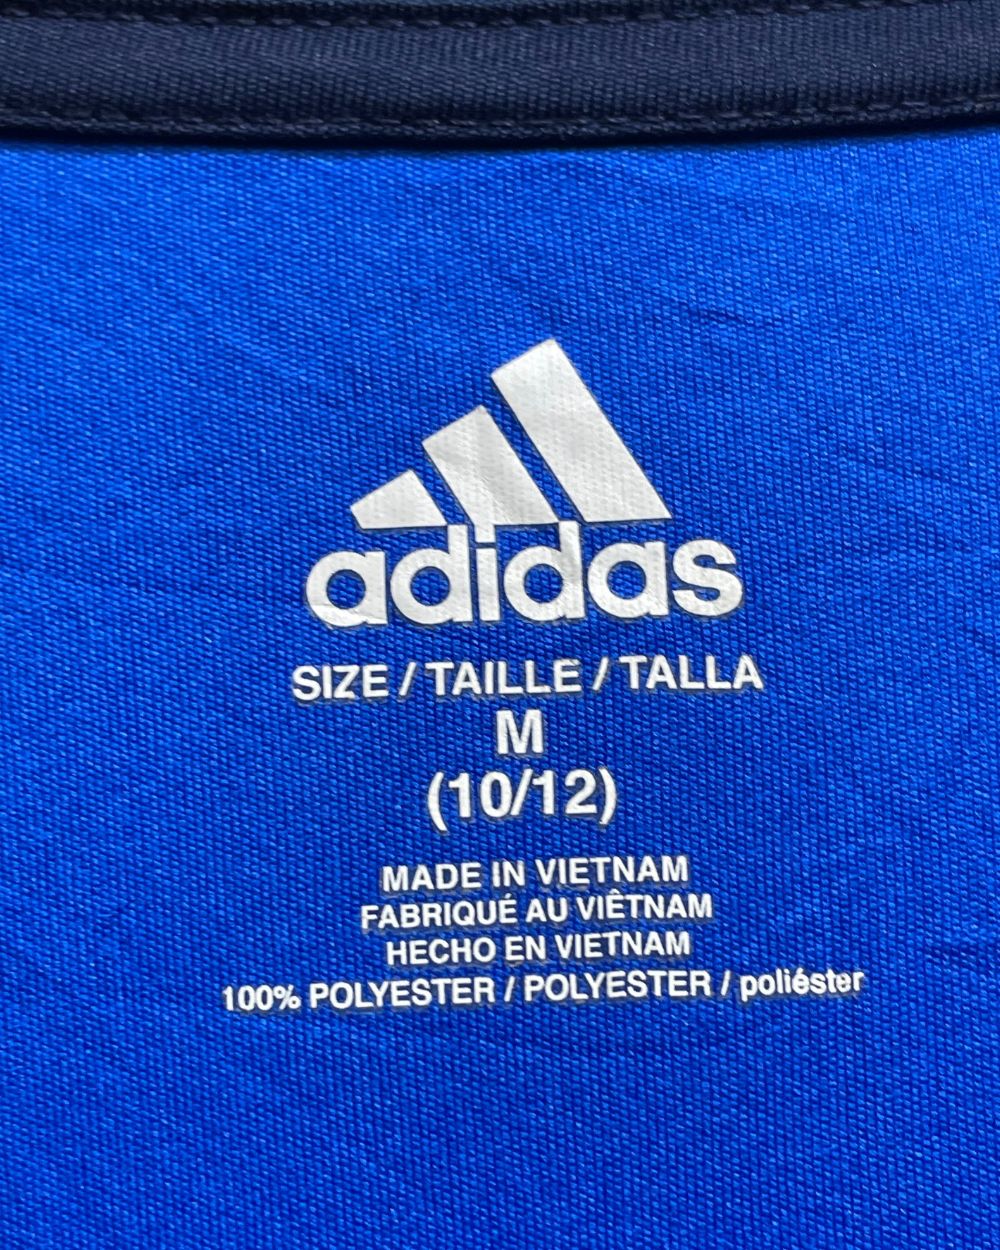 adidas
SIZE / TAILLE / TALLA
M
(10/12)
MADE IN VIETNAM
FABRIQUÉ AU VIÊTNAM
HECHO EN VIETNAM
100% POLYESTER / POLYESTER / poliéster